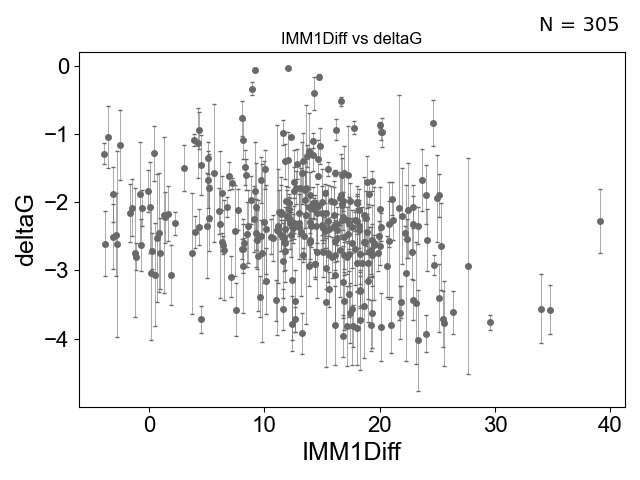 N = 305
IMM1Diff vs deltaG
deltaG
0
−1
−2
−3
−4
0 10 20 30 40
IMM1Diff